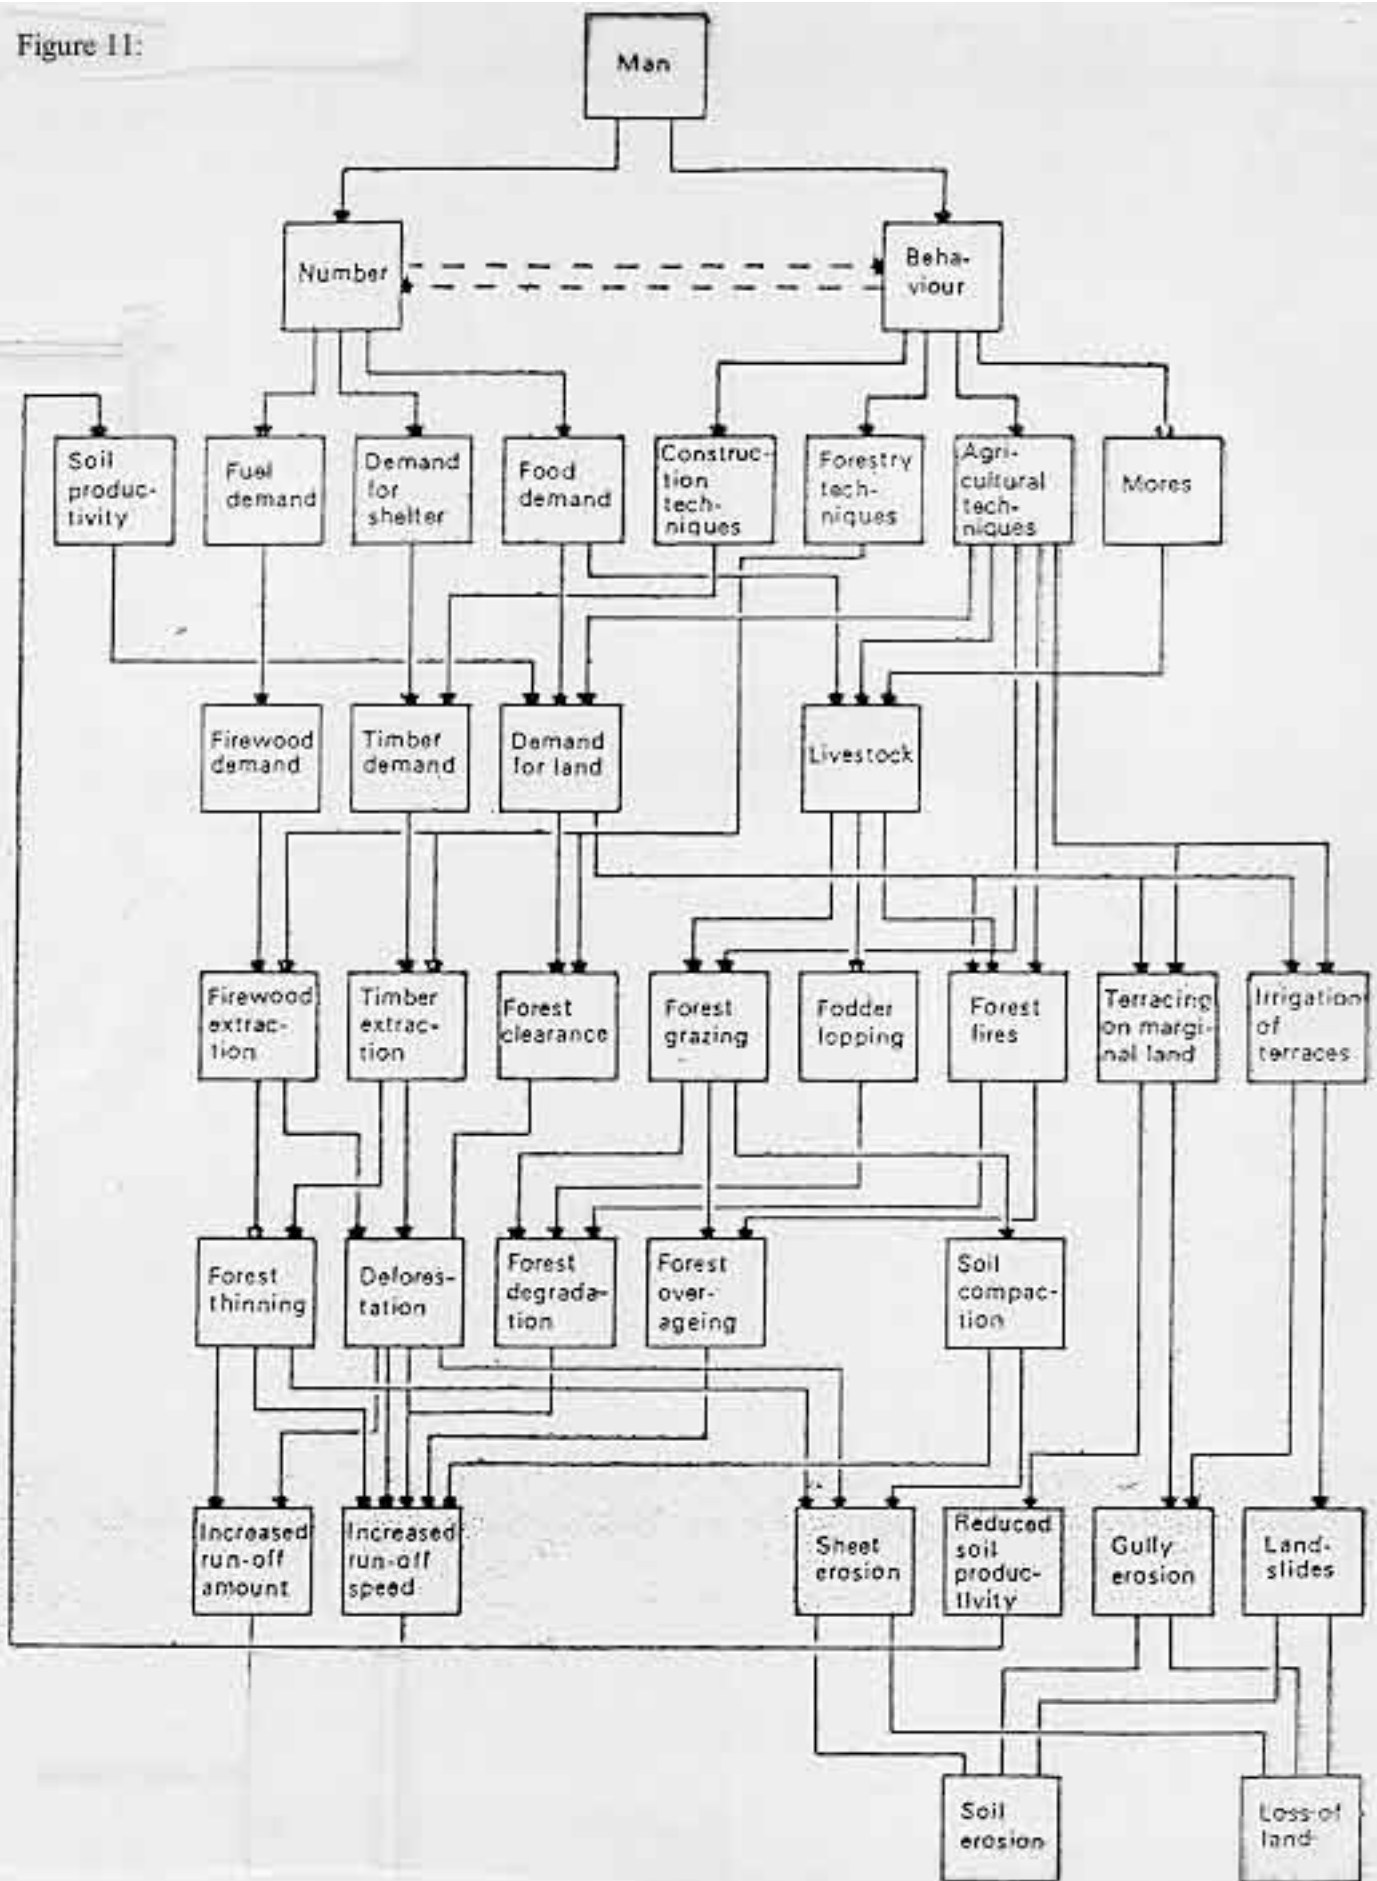 Figure 11:
Man
Number
Beha-
viour
Soil
produc-
tivity
Fuel
demand
Demand
for
shelter
Food
demand
Construc-
tion
tech-
niques
Forestry
tech-
niques
Agri-
cultural
tech-
niques
Mores
Firewood
demand
Timber
demand
Demand
for land
Livestock
Firewood
extrac-
tion
Timber
extrac-
tion
Forest
clearance
Forest
grazing
Fodder
lopping
Forest
fires
Terracing
on margi-
nal land
Irrigation
of
terraces
Forest
thinning
Defores-
tation
Forest
degrada-
tion
Forest
over-
ageing
Soil
compac-
tion
Increased
run-off
amount
Increased
run-off
speed
Sheet
erosion
Reduced
soil
produc-
tivity
Gully
erosion
Land-
slides
Soil
erosion
Loss of
land